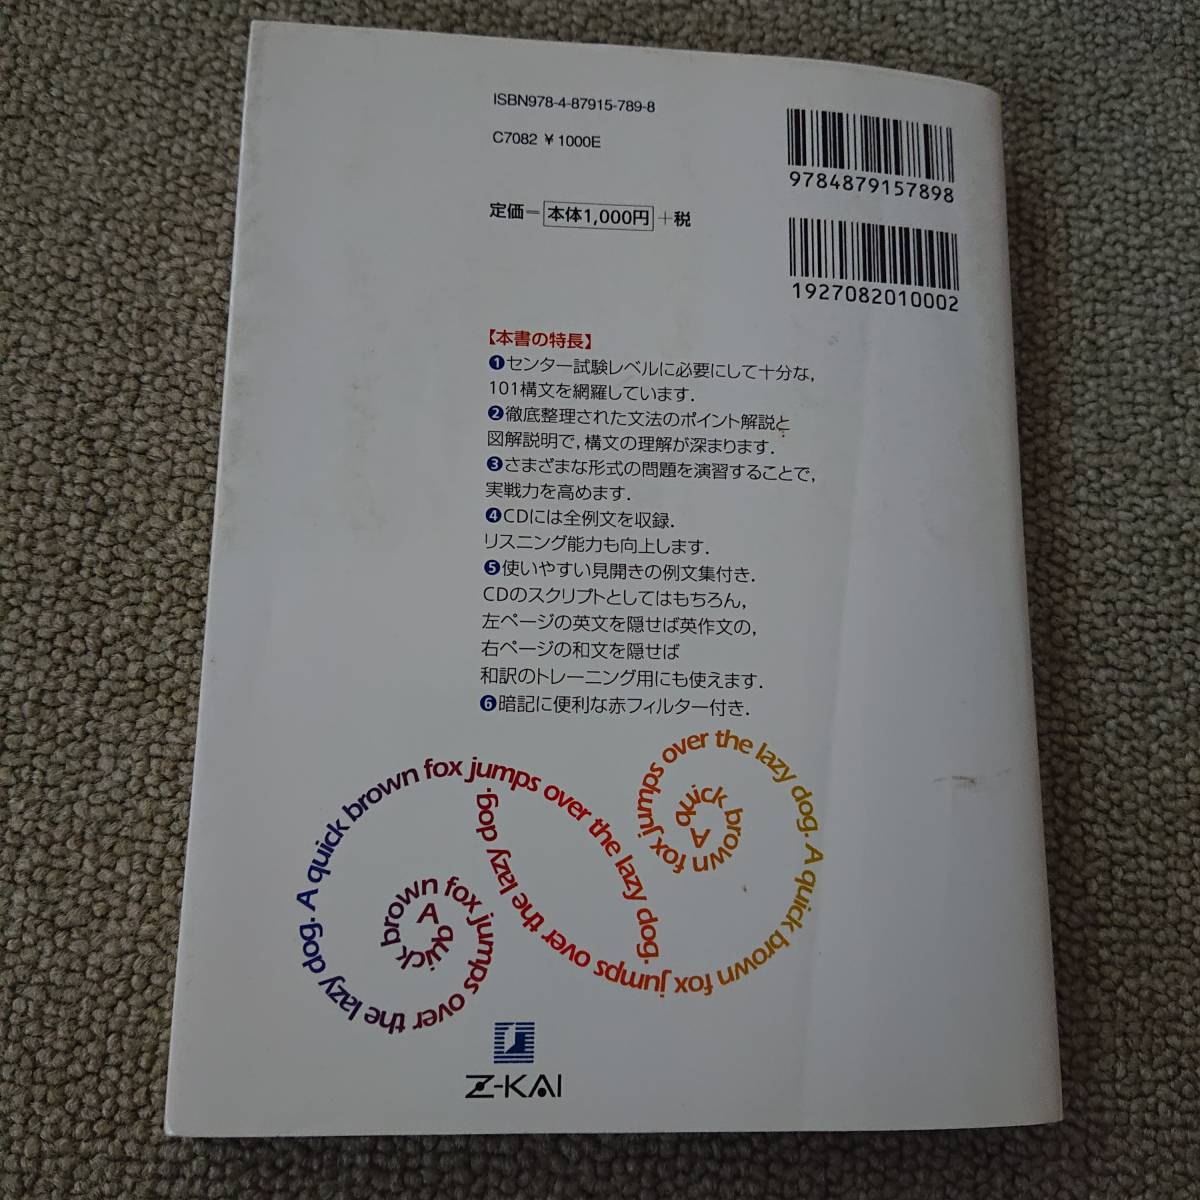 ISBN978-4-87915-789-8
C7082 ¥1000E
9784879157898
定価=本体1,000円+税
1927082010002
【本書の特長】
❶センター試験レベルに必要にして十分な,
101構文を網羅しています.
❷徹底整理された文法のポイント解説と
図解説明で,構文の理解が深まります.
❸さまざまな形式の問題を演習することで,
実戦力を高めます.
❹CDには全例文を収録.
リスニング能力も向上します.
❺使いやすい見開きの例文集付き.
CDのスクリプトとしてはもちろん,
左ページの英文を隠せば英作文の,
右ページの和文を隠せば
和訳のトレーニング用にも使えます.
❻暗記に便利な赤フィルター付き.
A quick brown fox jumps over the lazy dog. A quick brown fox jumps over the lazy dog.
A quick brown fox jumps over the lazy dog. A quick brown fox jumps over the lazy dog.
Z-KAI